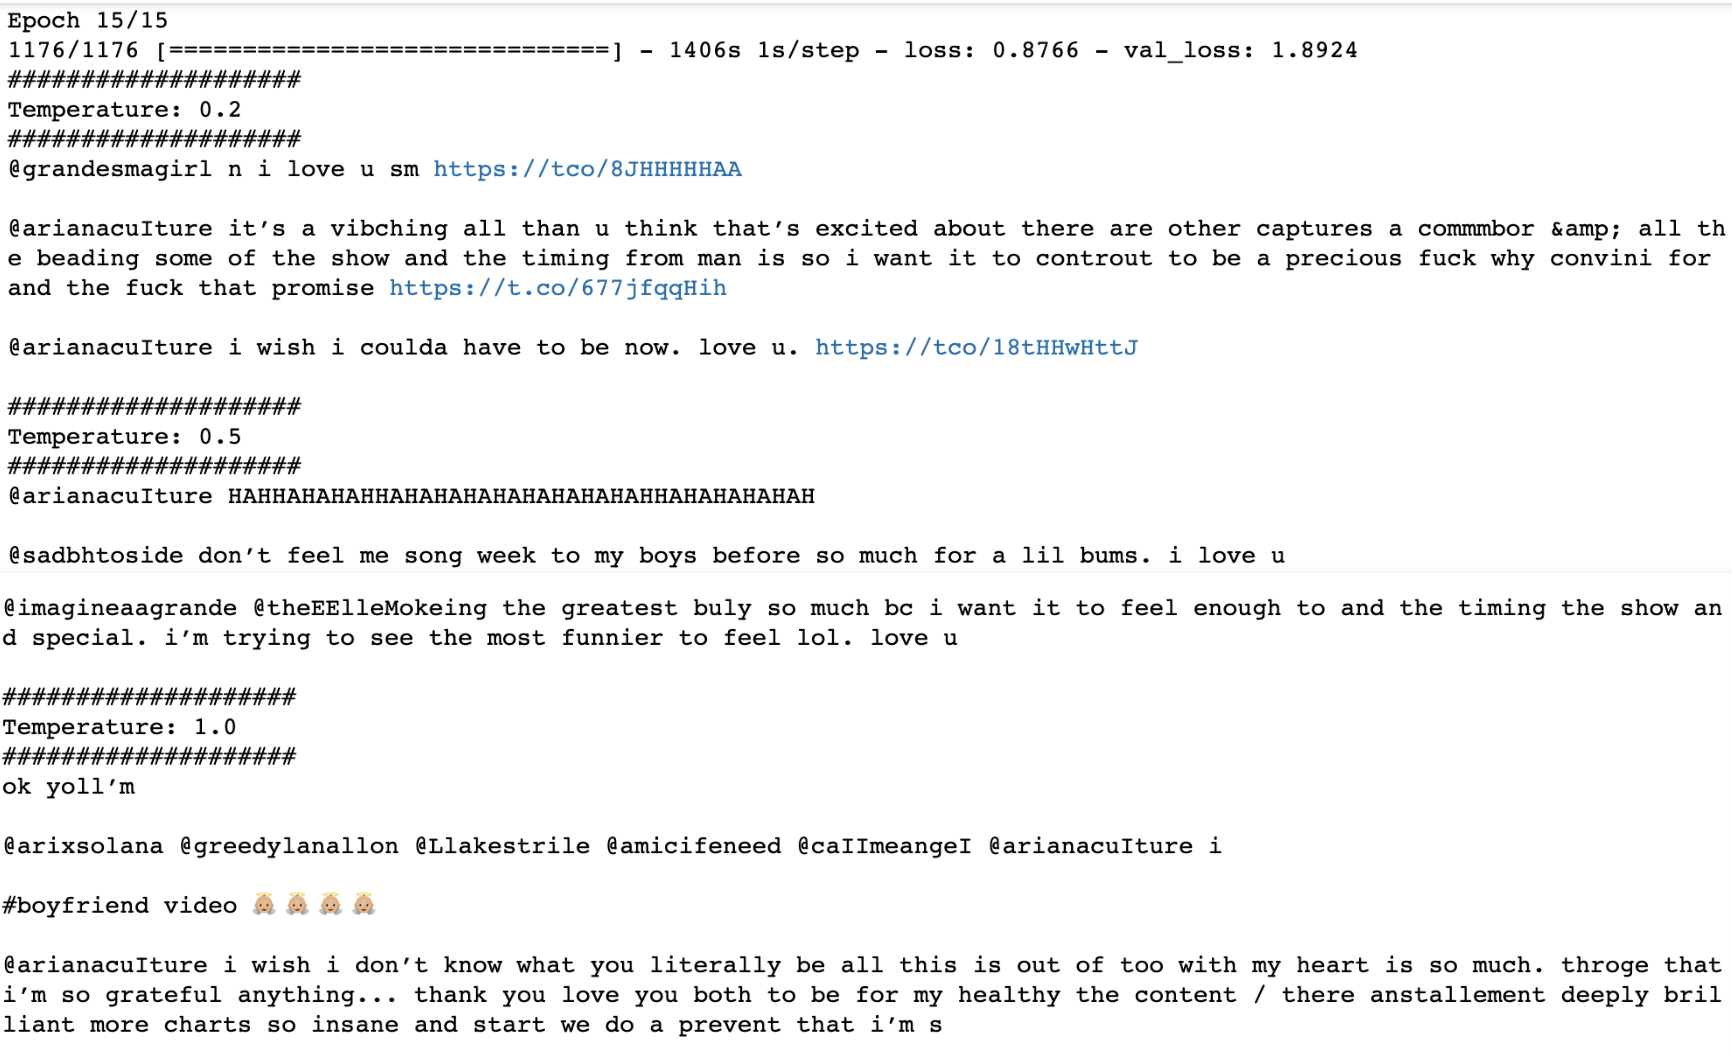 Epoch 15/15
1176/1176 [==============================] - 1406s 1s/step - loss: 0.8766 - val_loss: 1.8924
####################
Temperature: 0.2
####################
@grandesmagirl n i love u sm https://tco/8JHHHHHAA
@arianacuIture it’s a vibching all than u think that’s excited about there are other captures a commmbor &amp; all th
e beading some of the show and the timing from man is so i want it to controut to be a precious fuck why convini for
and the fuck that promise https://t.co/677jfqqHih
@arianacuIture i wish i coulda have to be now. love u. https://tco/18tHHwHttJ
####################
Temperature: 0.5
####################
@arianacuIture HAHHAHAHAHHAHAHAHAHAHAHAHAHAHHAHAHAHAHAH
@sadbhtoside don’t feel me song week to my boys before so much for a lil bums. i love u
@imagineaagrande @theEElleMokeing the greatest buly so much bc i want it to feel enough to and the timing the show an
d special. i’m trying to see the most funnier to feel lol. love u
####################
Temperature: 1.0
####################
ok yoll’m
@arixsolana @greedylanallon @Llakestrile @amicifeneed @caIImeangeI @arianacuIture i
#boyfriend video 👼🏼 👼🏼 👼🏼 👼🏼
@arianacuIture i wish i don’t know what you literally be all this is out of too with my heart is so much. throge that
i’m so grateful anything... thank you love you both to be for my healthy the content / there anstallement deeply bril
liant more charts so insane and start we do a prevent that i’m s